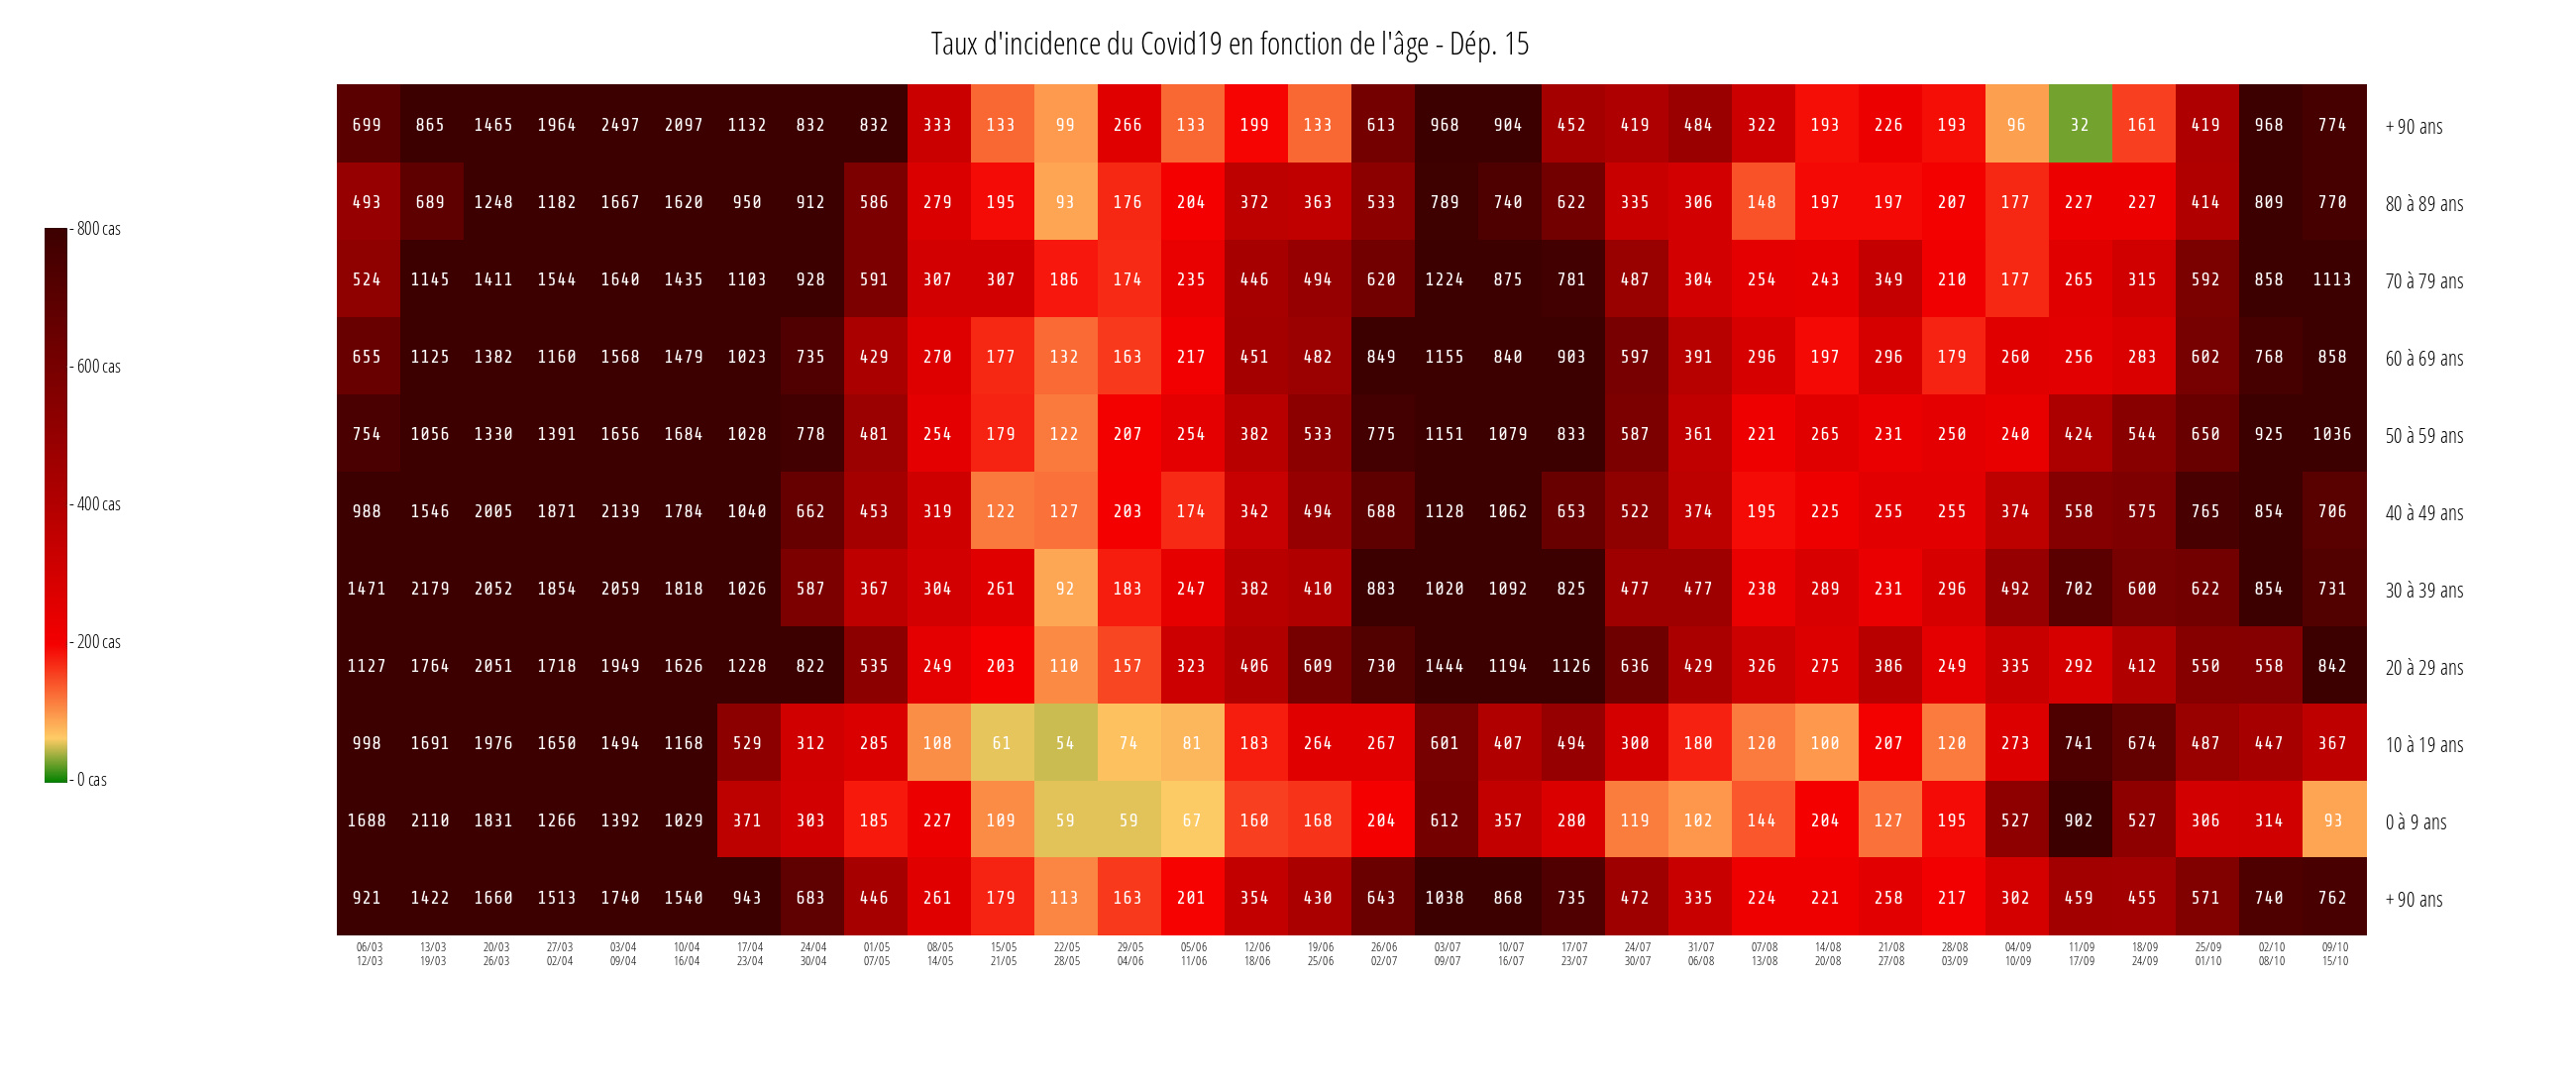 Taux d'incidence du Covid19 en fonction de l'âge - Dép. 15
- 800 cas
- 600 cas
- 400 cas
- 200 cas
- 0 cas
699 865 1465 1964 2497 2097 1132 832 832 333 133 99 266 133 199 133 613 968 904 452 419 484 322 193 226 193 96 32 161 419 968 774 + 90 ans
493 689 1248 1182 1667 1620 950 912 586 279 195 93 176 204 372 363 533 789 740 622 335 306 148 197 197 207 177 227 227 414 809 770 80 à 89 ans
524 1145 1411 1544 1640 1435 1103 928 591 307 307 186 174 235 446 494 620 1224 875 781 487 304 254 243 349 210 177 265 315 592 858 1113 70 à 79 ans
655 1125 1382 1160 1568 1479 1023 735 429 270 177 132 163 217 451 482 849 1155 840 903 597 391 296 197 296 179 260 256 283 602 768 858 60 à 69 ans
754 1056 1330 1391 1656 1684 1028 778 481 254 179 122 207 254 382 533 775 1151 1079 833 587 361 221 265 231 250 240 424 544 650 925 1036 50 à 59 ans
988 1546 2005 1871 2139 1784 1040 662 453 319 122 127 203 174 342 494 688 1128 1062 653 522 374 195 225 255 255 374 558 575 765 854 706 40 à 49 ans
1471 2179 2052 1854 2059 1818 1026 587 367 304 261 92 183 247 382 410 883 1020 1092 825 477 477 238 289 231 296 492 702 600 622 854 731 30 à 39 ans
1127 1764 2051 1718 1949 1626 1228 822 535 249 203 110 157 323 406 609 730 1444 1194 1126 636 429 326 275 386 249 335 292 412 550 558 842 20 à 29 ans
998 1691 1976 1650 1494 1168 529 312 285 108 61 54 74 81 183 264 267 601 407 494 300 180 120 100 207 120 273 741 674 487 447 367 10 à 19 ans
1688 2110 1831 1266 1392 1029 371 303 185 227 109 59 59 67 160 168 204 612 357 280 119 102 144 204 127 195 527 902 527 306 314 93 0 à 9 ans
921 1422 1660 1513 1740 1540 943 683 446 261 179 113 163 201 354 430 643 1038 868 735 472 335 224 221 258 217 302 459 455 571 740 762 + 90 ans
06/03 13/03 20/03 27/03 03/04 10/04 17/04 24/04 01/05 08/05 15/05 22/05 29/05 05/06 12/06 19/06 26/06 03/07 10/07 17/07 24/07 31/07 07/08 14/08 21/08 28/08 04/09 11/09 18/09 25/09 02/10 09/10
12/03 19/03 26/03 02/04 09/04 16/04 23/04 30/04 07/05 14/05 21/05 28/05 04/06 11/06 18/06 25/06 02/07 09/07 16/07 23/07 30/07 06/08 13/08 20/08 27/08 03/09 10/09 17/09 24/09 01/10 08/10 15/10